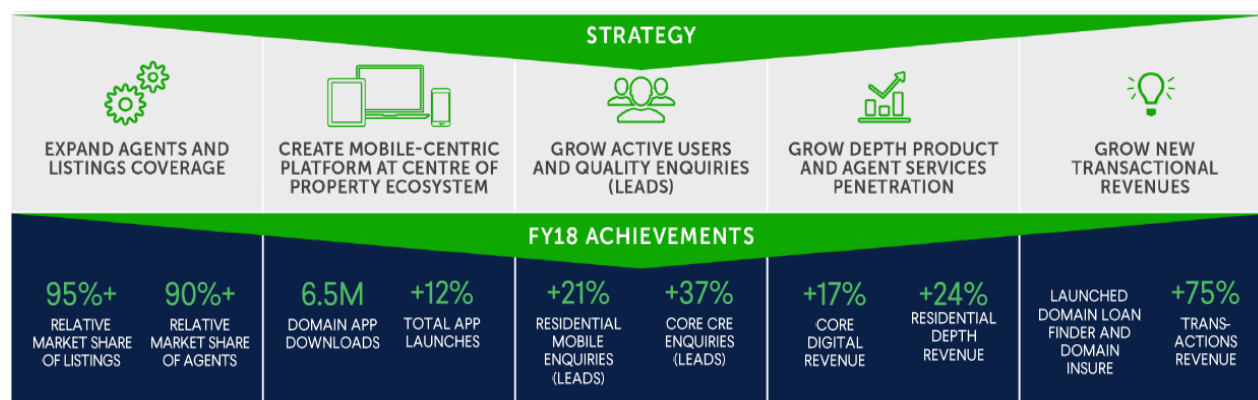 STRATEGY
EXPAND AGENTS AND
LISTINGS COVERAGE
CREATE MOBILE-CENTRIC
PLATFORM AT CENTRE OF
PROPERTY ECOSYSTEM
GROW ACTIVE USERS
AND QUALITY ENQUIRIES
(LEADS)
GROW DEPTH PRODUCT
AND AGENT SERVICES
PENETRATION
GROW NEW
TRANSACTIONAL
REVENUES
FY18 ACHIEVEMENTS
95%+
RELATIVE
MARKET SHARE
OF LISTINGS
90%+
RELATIVE
MARKET SHARE
OF AGENTS
6.5M
DOMAIN APP
DOWNLOADS
+12%
TOTAL APP
LAUNCHES
+21%
RESIDENTIAL
MOBILE
ENQUIRIES
(LEADS)
+37%
CORE CRE
ENQUIRIES
(LEADS)
+17%
CORE
DIGITAL
REVENUE
+24%
RESIDENTIAL
DEPTH
REVENUE
LAUNCHED
DOMAIN LOAN
FINDER AND
DOMAIN
INSURE
+75%
TRANS-
ACTIONS
REVENUE